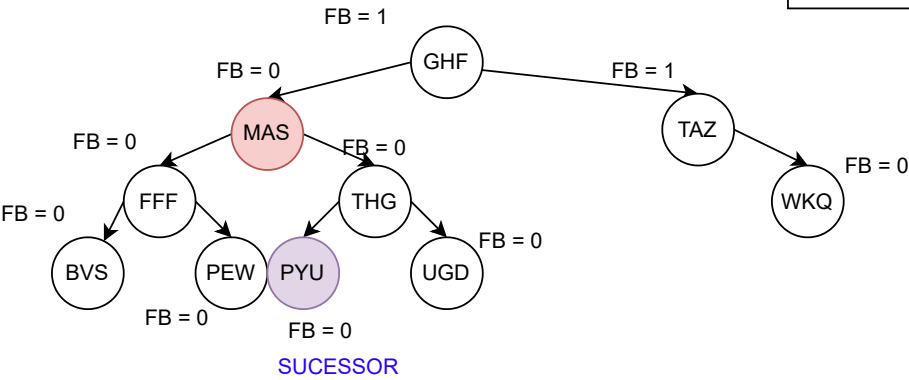 FB = 1
GHF
FB = 0
FB = 1
MAS
TAZ
FB = 0
FB = 0
FB = 0
FFF
THG
WKQ
FB = 0
FB = 0
BVS
PEW
PYU
UGD
FB = 0
FB = 0
SUCESSOR